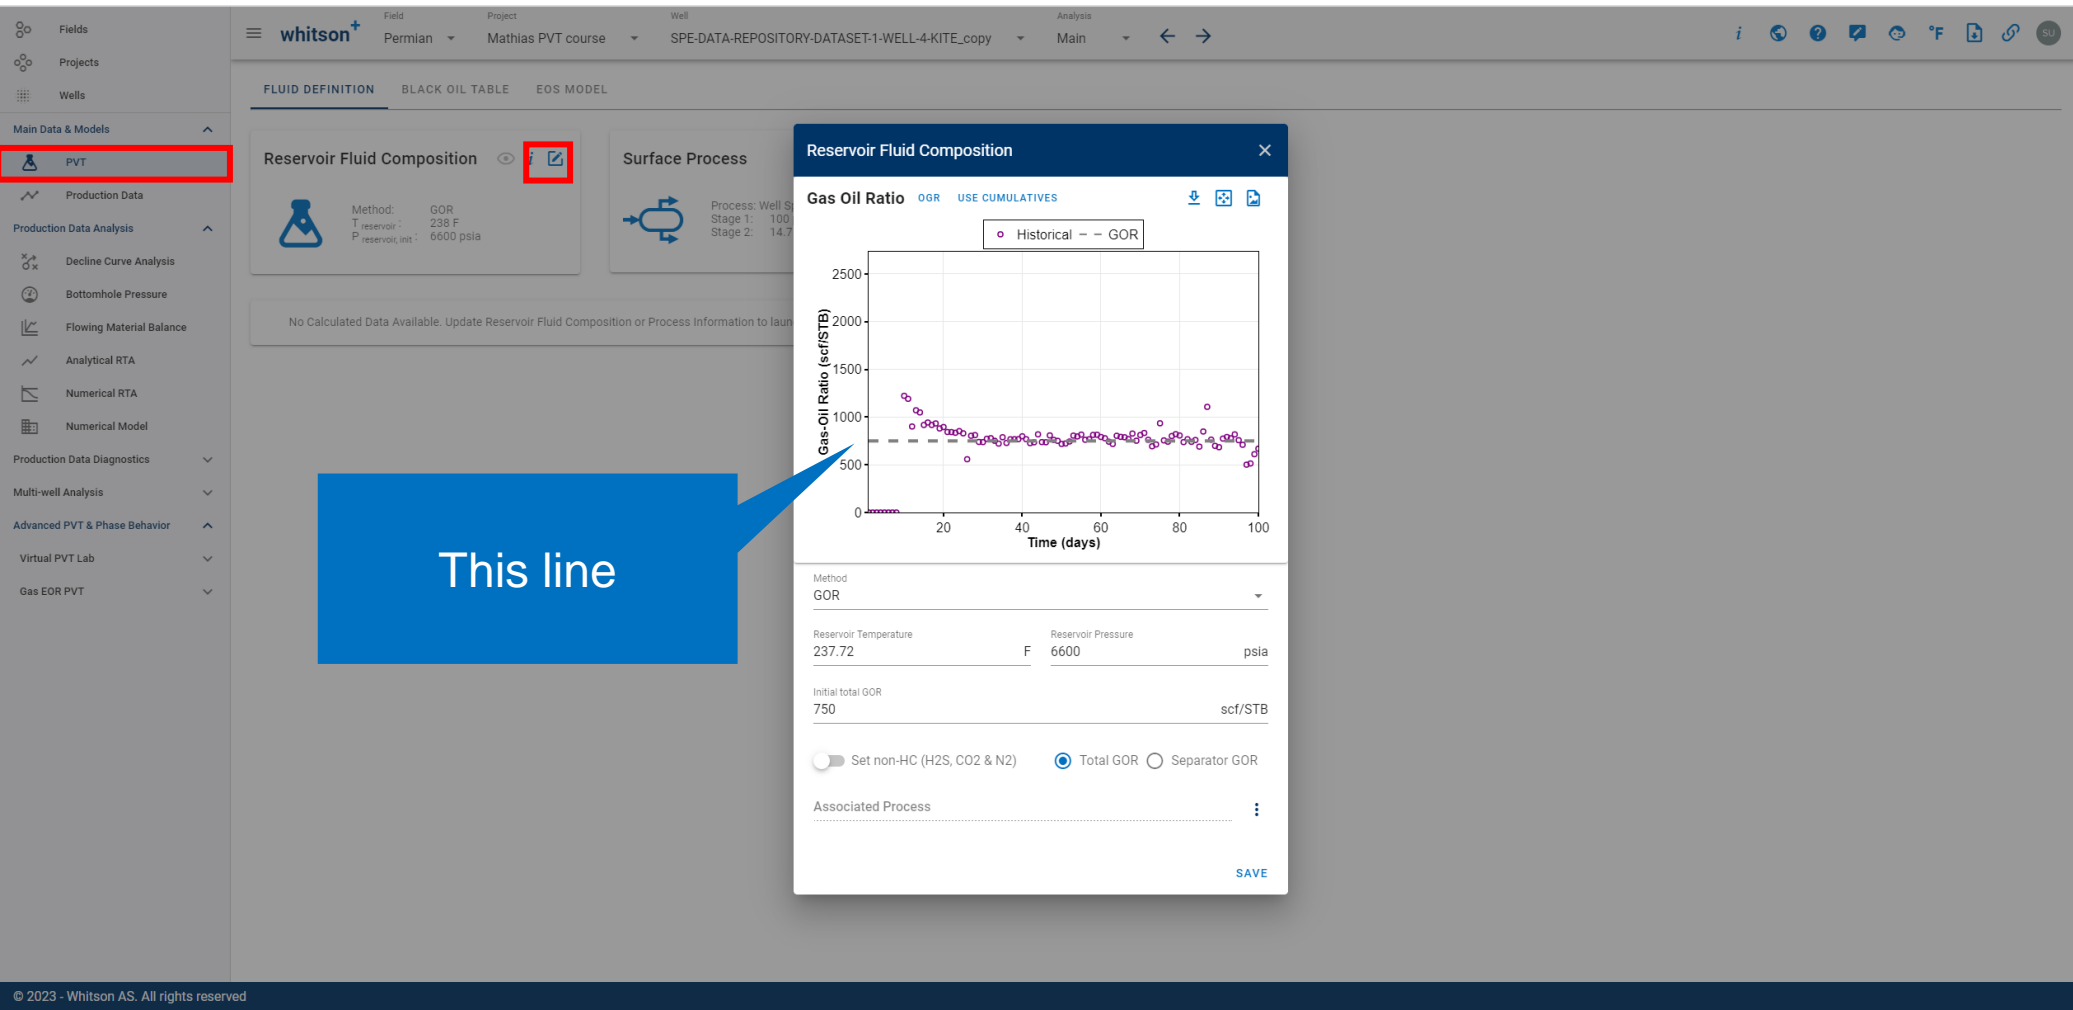 Fields
Projects
Wells
Main Data & Models
PVT
Production Data
Production Data Analysis
Decline Curve Analysis
Bottomhole Pressure
Flowing Material Balance
Analytical RTA
Numerical RTA
Numerical Model
Production Data Diagnostics
Multi-well Analysis
Advanced PVT & Phase Behavior
Virtual PVT Lab
Gas EOR PVT
whitson+
Field
Permian
Project
Mathias PVT course
Well
SPE-DATA-REPOSITORY-DATASET-1-WELL-4-KITE_copy
Analysis
Main
i
°F
SU
FLUID DEFINITION BLACK OIL TABLE EOS MODEL
Reservoir Fluid Composition
i
Method: GOR
T reservoir : 238 F
P reservoir, init : 6600 psia
Surface Process
Process: Well Sp
Stage 1: 100
Stage 2: 14.7
No Calculated Data Available. Update Reservoir Fluid Composition or Process Information to laun
This line
Reservoir Fluid Composition
Gas Oil Ratio OGR USE CUMULATIVES
Historical GOR
Gas-Oil Ratio (scf/STB)
2500
2000
1500
1000
500
0
20 40 60 80 100
Time (days)
Method
GOR
Reservoir Temperature
237.72 F
Reservoir Pressure
6600 psia
Initial total GOR
750 scf/STB
Set non-HC (H2S, CO2 & N2) Total GOR Separator GOR
Associated Process
SAVE
© 2023 - Whitson AS. All rights reserved